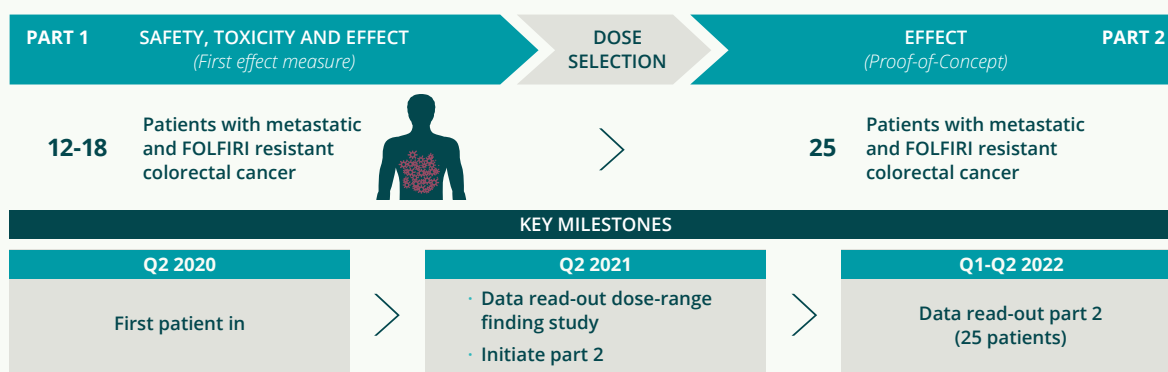 PART 1
SAFETY, TOXICITY AND EFFECT
(First effect measure)
DOSE
SELECTION
EFFECT
(Proof-of-Concept)
PART 2
12-18
Patients with metastatic
and FOLFIRI resistant
colorectal cancer
25
Patients with metastatic
and FOLFIRI resistant
colorectal cancer
KEY MILESTONES
Q2 2020
First patient in
Q2 2021
· Data read-out dose-range
finding study
· Initiate part 2
Q1-Q2 2022
Data read-out part 2
(25 patients)